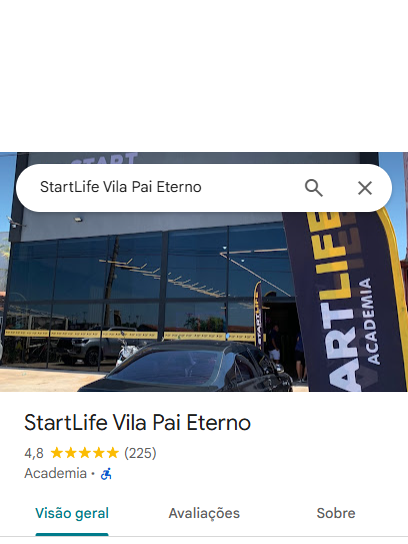 START
StartLife Vila Pai Eterno
STARTLIFE
ARTLIFE
ACADEMIA
StartLife Vila Pai Eterno
4,8 (225)
Academia ·
Visão geral Avaliações Sobre